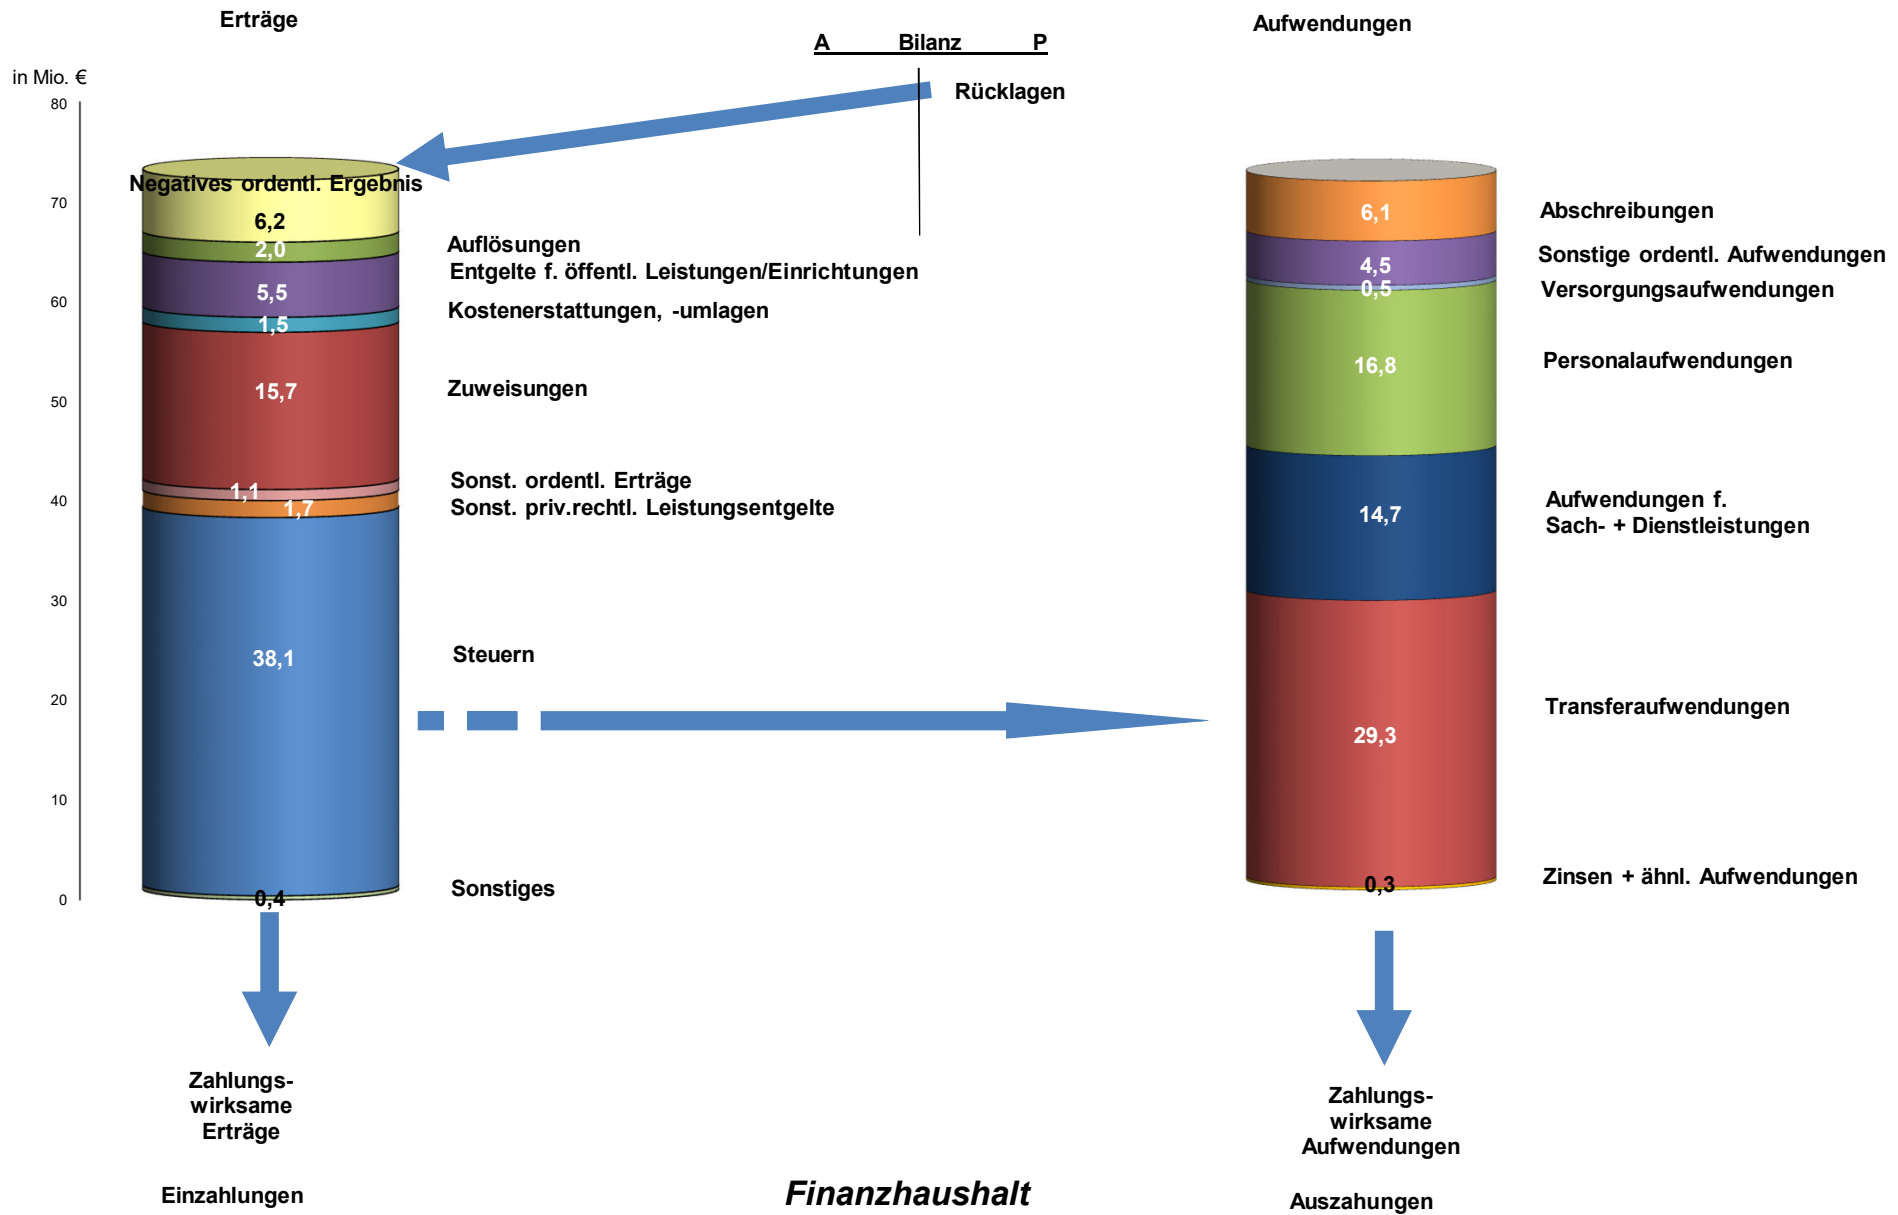 Erträge
Aufwendungen
A Bilanz P
in Mio. €
Rücklagen
80
70
60
50
40
30
20
10
0
Negatives ordentl. Ergebnis
6,2
2,0
5,5
1,5
15,7
1,1
1,7
38,1
0,4
Auflösungen
Entgelte f. öffentl. Leistungen/Einrichtungen
Kostenerstattungen, -umlagen
Zuweisungen
Sonst. ordentl. Erträge
Sonst. priv.rechtl. Leistungsentgelte
Steuern
Sonstiges
6,1
4,5
0,5
16,8
14,7
29,3
0,3
Abschreibungen
Sonstige ordentl. Aufwendungen
Versorgungsaufwendungen
Personalaufwendungen
Aufwendungen f.
Sach- + Dienstleistungen
Transferaufwendungen
Zinsen + ähnl. Aufwendungen
Zahlungs-
wirksame
Erträge
Zahlungs-
wirksame
Aufwendungen
Einzahlungen
Finanzhaushalt
Auszahungen